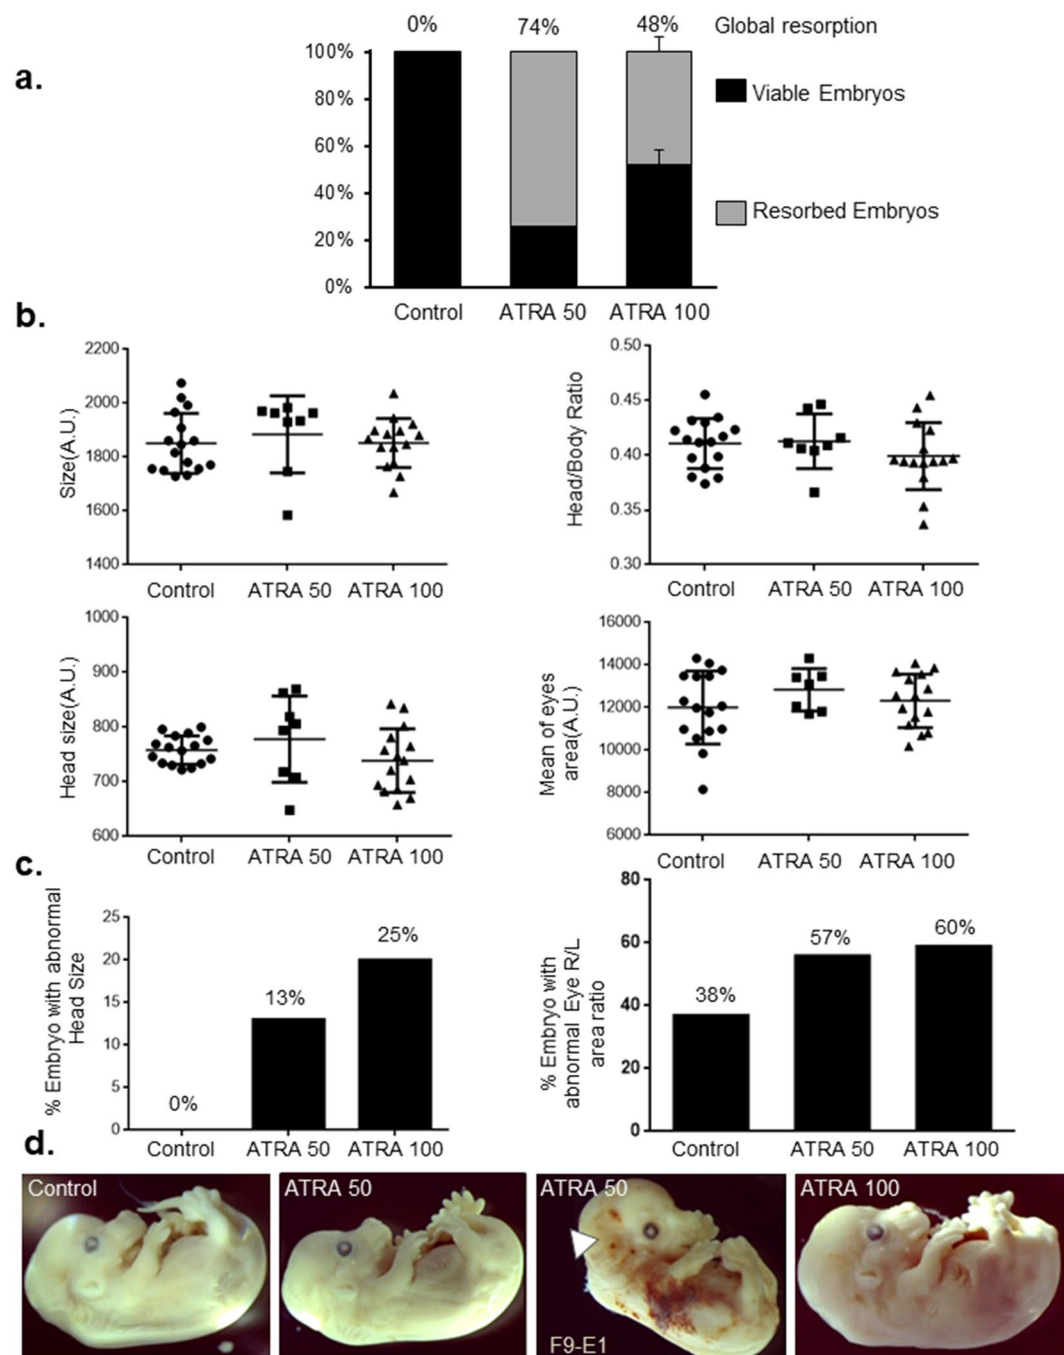 0% 74% 48% Global resorption
a.
100%
80%
60%
40%
20%
0%
Viable Embryos
Resorbed Embryos
Control ATRA 50 ATRA 100
b.
Size(A.U.)
2200
2000
1800
1600
1400
Control ATRA 50 ATRA 100
Head/Body Ratio
0.50
0.45
0.40
0.35
0.30
Control ATRA 50 ATRA 100
Head size(A.U.)
1000
900
800
700
600
Control ATRA 50 ATRA 100
Mean of eyes
area(A.U.)
16000
14000
12000
10000
8000
6000
Control ATRA 50 ATRA 100
c.
% Embryo with abnormal
Head Size
25
20
15
10
5
0
0% 13% 25%
Control ATRA 50 ATRA 100
% Embryo with
abnormal Eye R/L
area ratio
80
60
40
20
0
38% 57% 60%
Control ATRA 50 ATRA 100
d.
Control ATRA 50 ATRA 50 ATRA 100
F9-E1